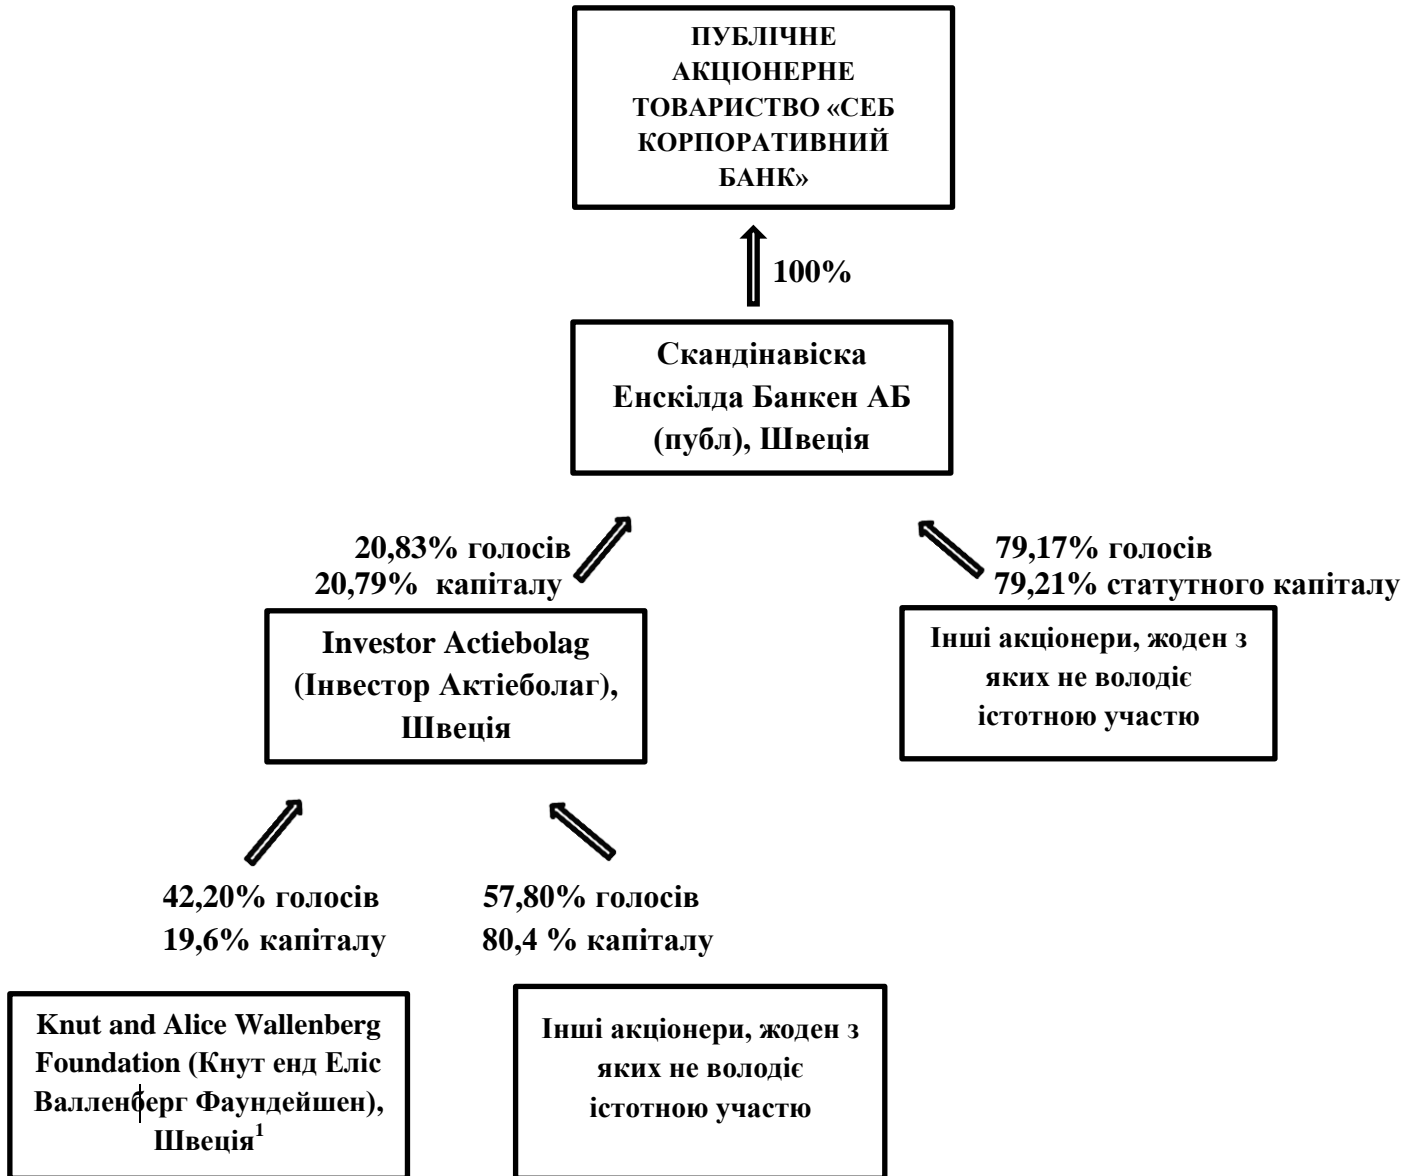 ПУБЛІЧНЕ
АКЦІОНЕРНЕ
ТОВАРИСТВО «СЕБ
КОРПОРАТИВНИЙ
БАНК»
100%
Скандінавіска
Енскілда Банкен АБ
(публ), Швеція
20,83% голосів
20,79% капіталу
79,17% голосів
79,21% статутного капіталу
Investor Actiebolag
(Інвестор Актіеболаг),
Швеція
Інші акціонери, жоден з
яких не володіє
істотною участю
42,20% голосів
19,6% капіталу
57,80% голосів
80,4 % капіталу
Knut and Alice Wallenberg
Foundation (Кнут енд Еліс
Валленберг Фаундейшен),
Швеція¹
Інші акціонери, жоден з
яких не володіє
істотною участю